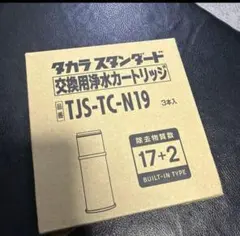 タカラスタンダード
交換用浄水カートリッジ
品番 TJS-TC-N19 3本入
除去物質数
17+2
BUILT-IN TYPE